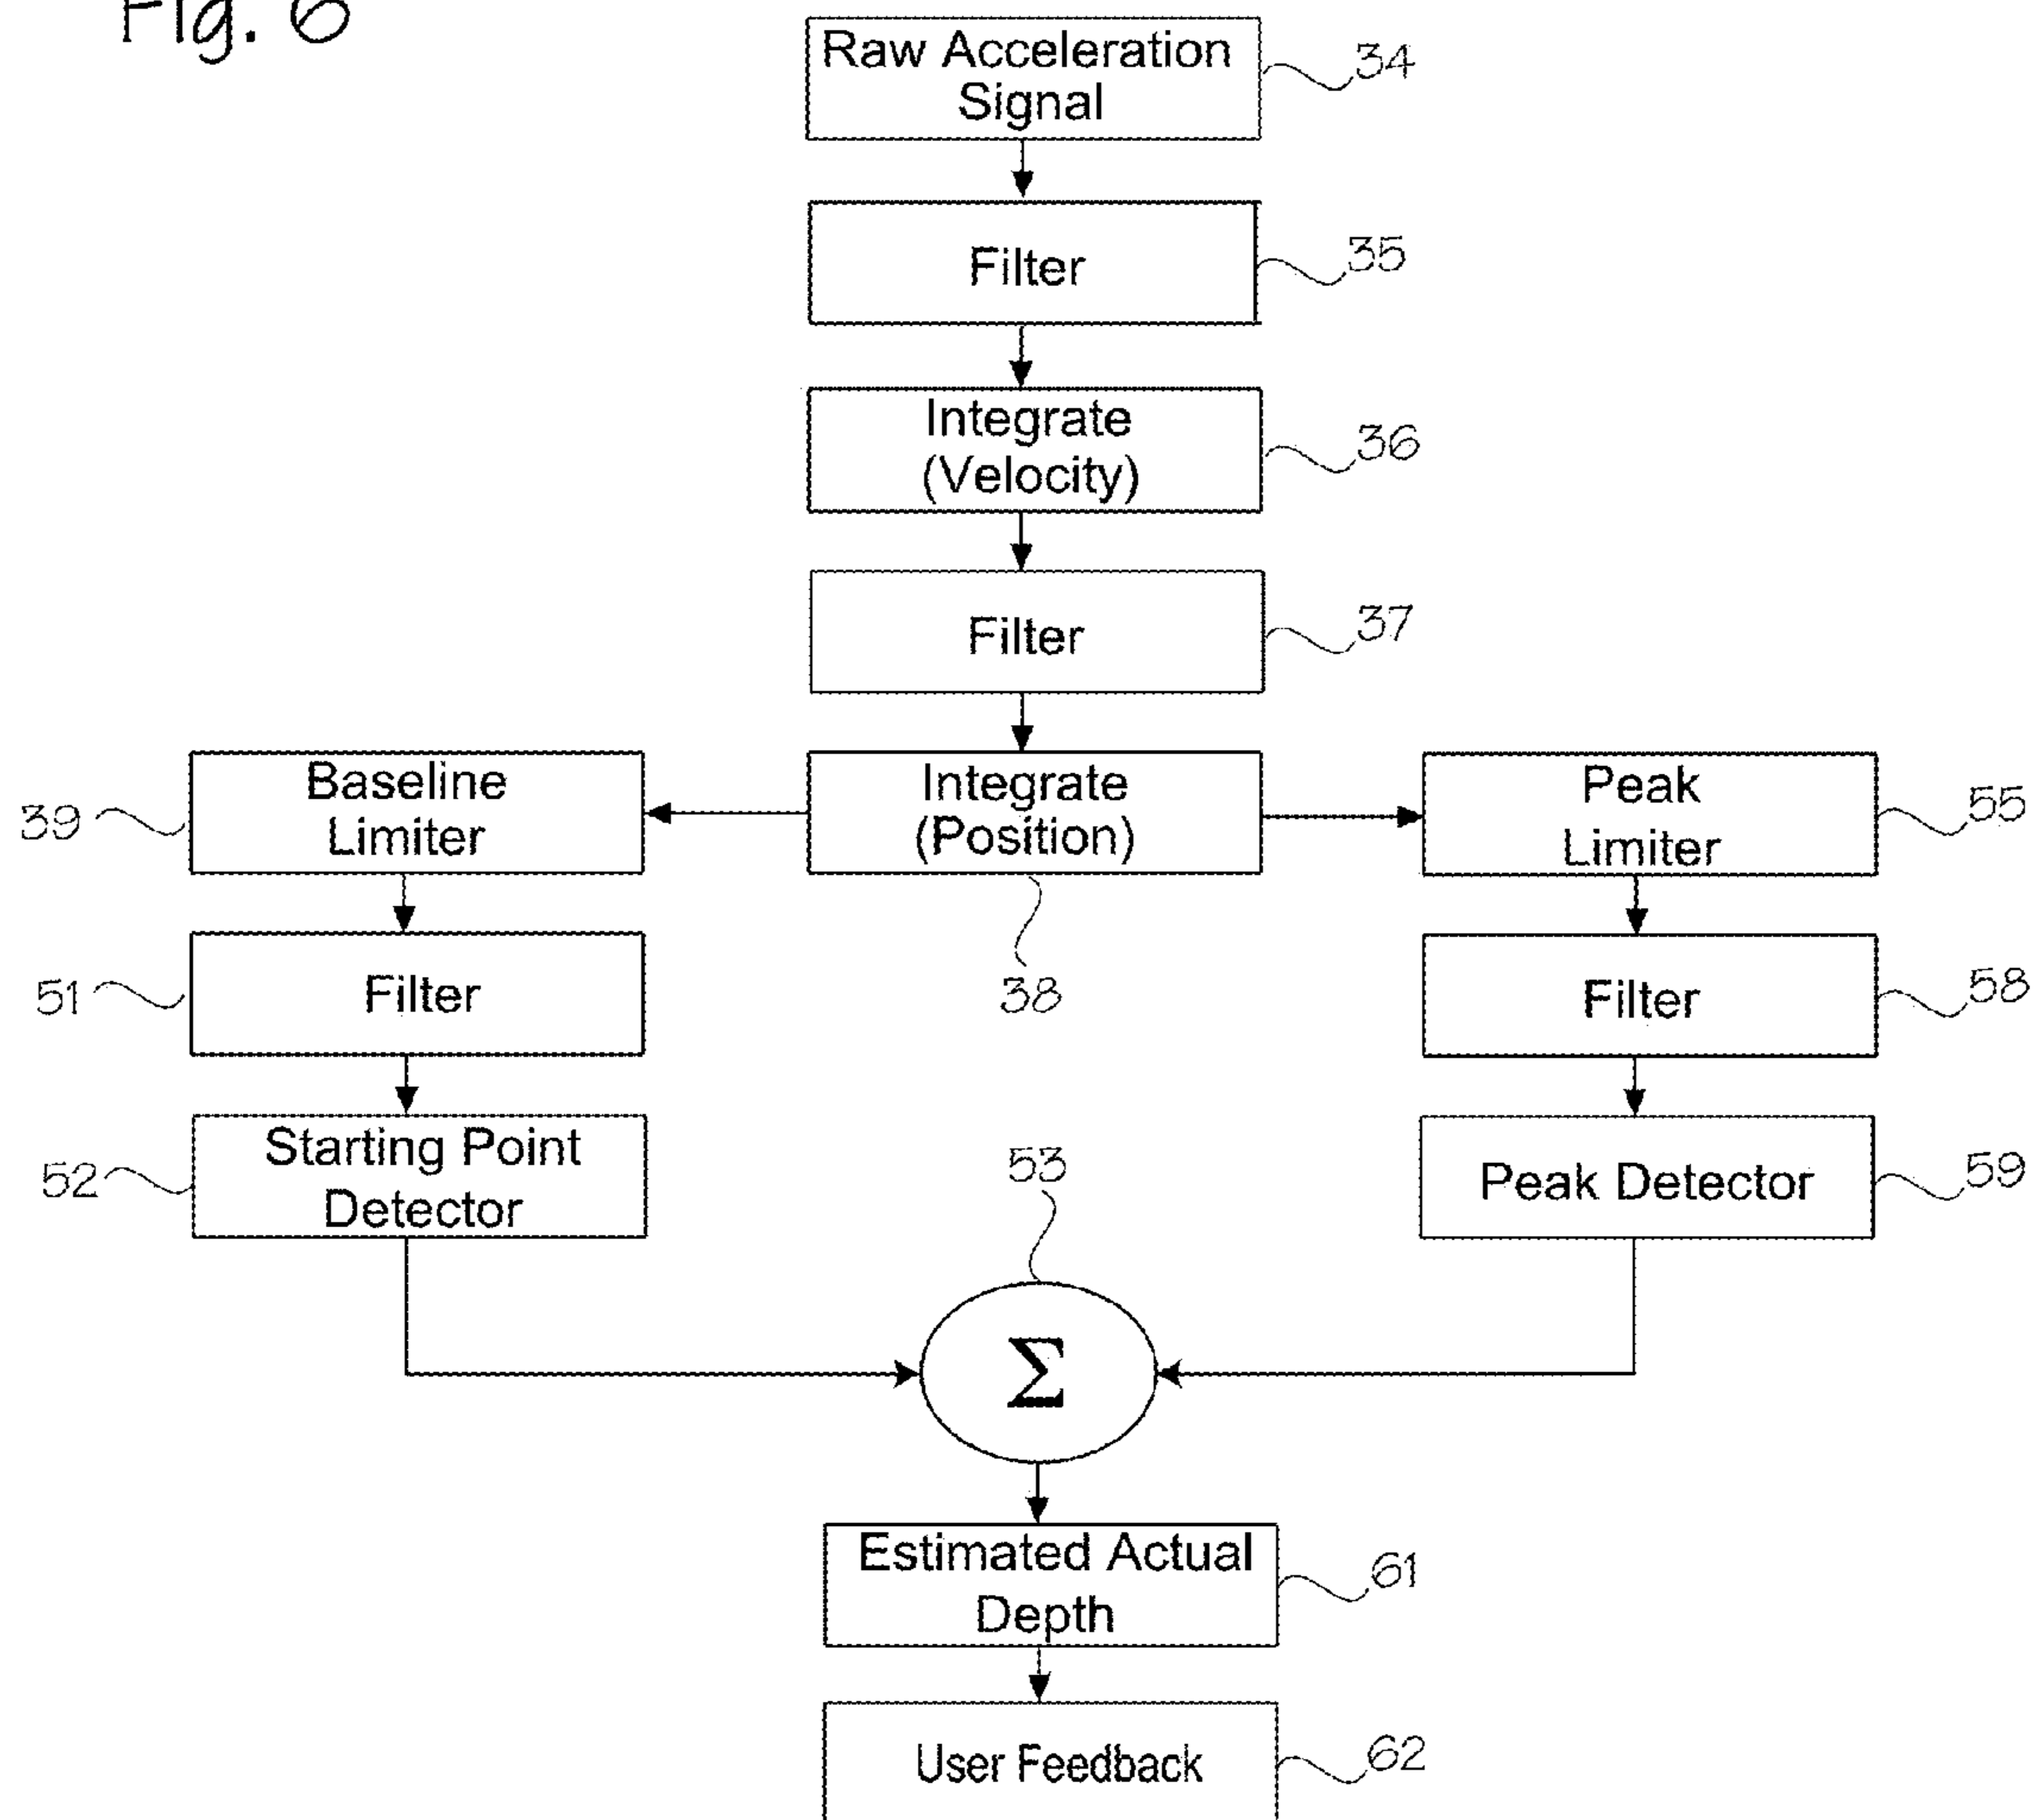 Fig. 6
Raw Acceleration
Signal
34
Filter
35
Integrate
(Velocity)
36
Filter
37
Baseline
Limiter
39
Integrate
(Position)
38
Peak
Limiter
55
Filter
51
Filter
58
Starting Point
Detector
52
53
Peak Detector
59
Σ
Estimated Actual
Depth
61
User Feedback
62